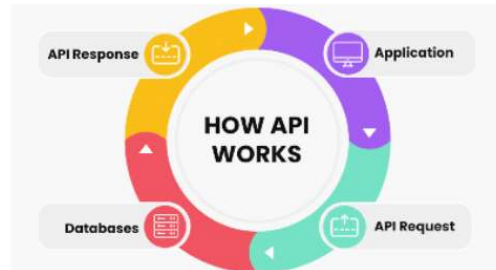 API Response
Application
HOW API
WORKS
Databases
API Request